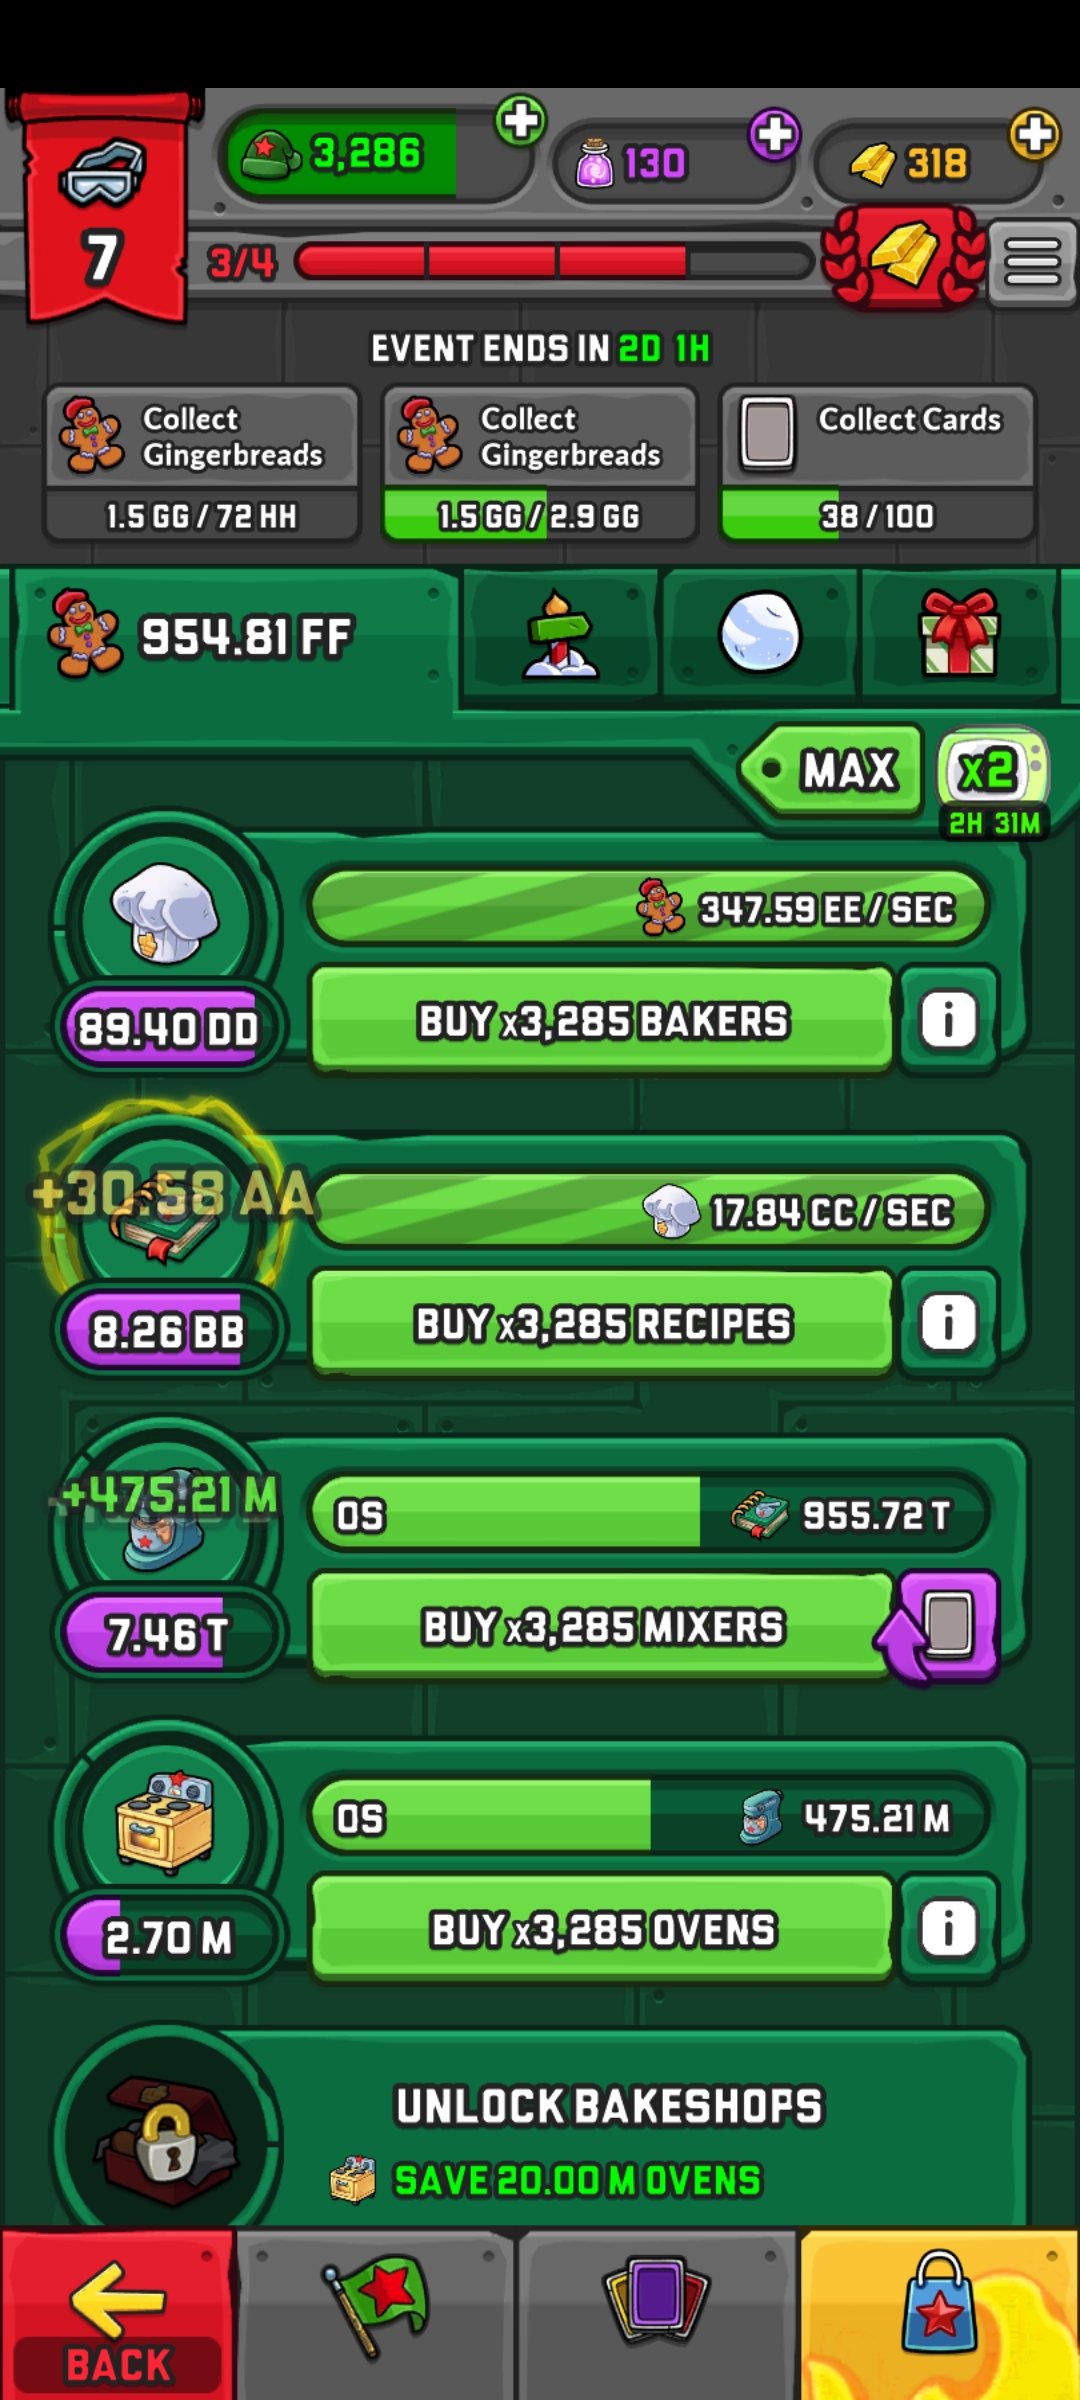 3,286
130
318
7
3/4
EVENT ENDS IN 2D 1H
Collect
Gingerbreads
1.5 GG / 72 HH
Collect
Gingerbreads
1.5 GG / 2.9 GG
Collect Cards
38 / 100
954.81 FF
MAX
x2
2H 31M
347.59 EE / SEC
89.40 DD
BUY x3,285 BAKERS
i
+30.58 AA
17.84 CC / SEC
8.26 BB
BUY x3,285 RECIPES
i
+475.21 M
0S
955.72 T
7.46 T
BUY x3,285 MIXERS
0S
475.21 M
2.70 M
BUY x3,285 OVENS
i
UNLOCK BAKESHOPS
SAVE 20.00 M OVENS
BACK